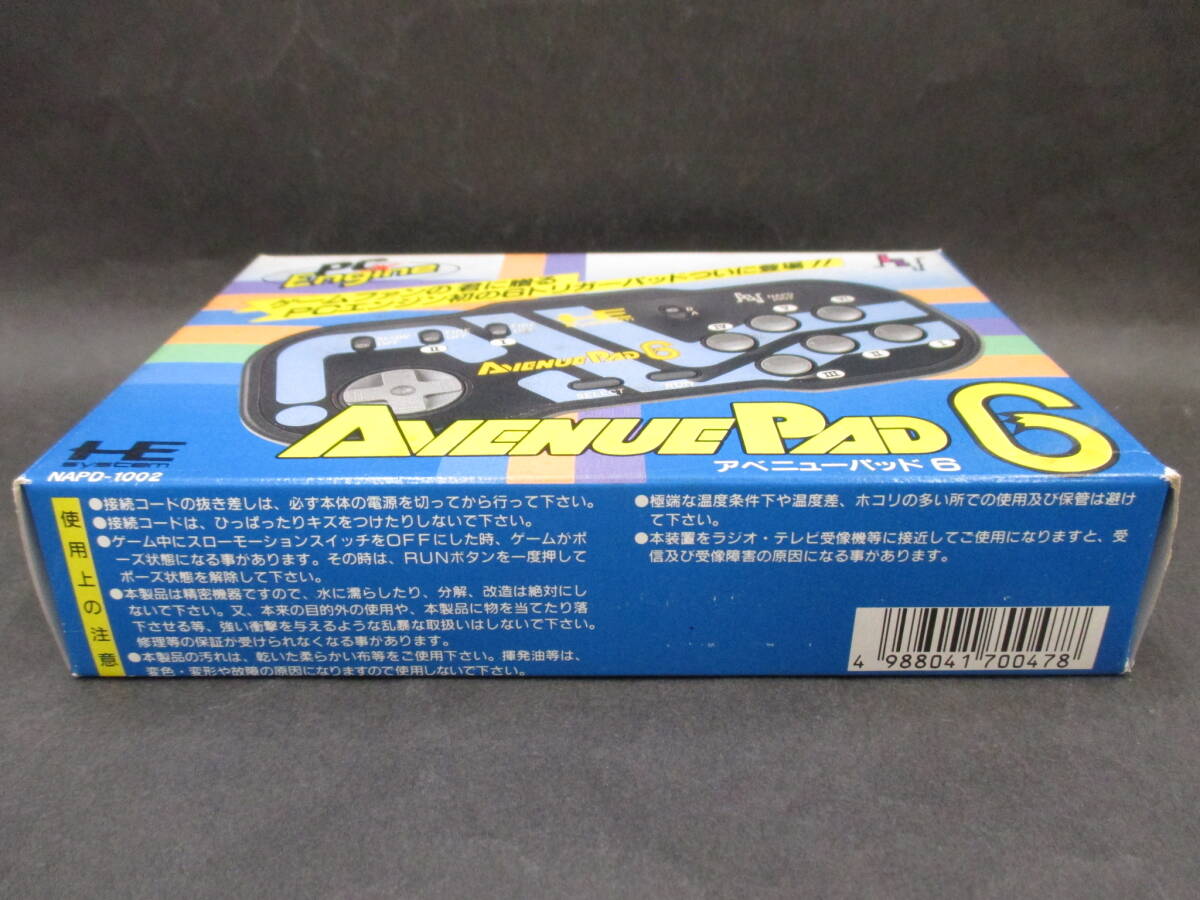 PC Engine
ゲームファンの君に贈る
PCエンジン初の6トリガーパッドついに登場!!
HE
SYSTEM
AVENUE PAD 6
SELECT
RUN
I
II
III
IV
V
VI
II
I
AVENUE PAD 6
アベニューパッド 6
HE
SYSTEM
NAPD-1002
使用上の注意
●接続コードの抜き差しは、必ず本体の電源を切ってから行って下さい。
●接続コードは、ひっぱったりキズをつけたりしないで下さい。
●ゲーム中にスローモーションスイッチをOFFにした時、ゲームがポ
ーズ状態になる事があります。その時は、RUNボタンを一度押して
ポーズ状態を解除して下さい。
●本製品は精密機器ですので、水に濡らしたり、分解、改造は絶対にし
ないで下さい。又、本来の目的外の使用や、本製品に物を当てたり落
下させる等、強い衝撃を与えるような乱暴な取扱いはしないで下さい。
修理等の保証が受けられなくなる事があります。
●本製品の汚れは、乾いた柔らかい布等をご使用下さい。揮発油等は、
変色・変形や故障の原因になりますので使用しないで下さい。
●極端な温度条件下や温度差、ホコリの多い所での使用及び保管は避け
て下さい。
●本装置をラジオ・テレビ受像機等に接近してご使用になりますと、受
信及び受像障害の原因になる事があります。
4 988041 700478